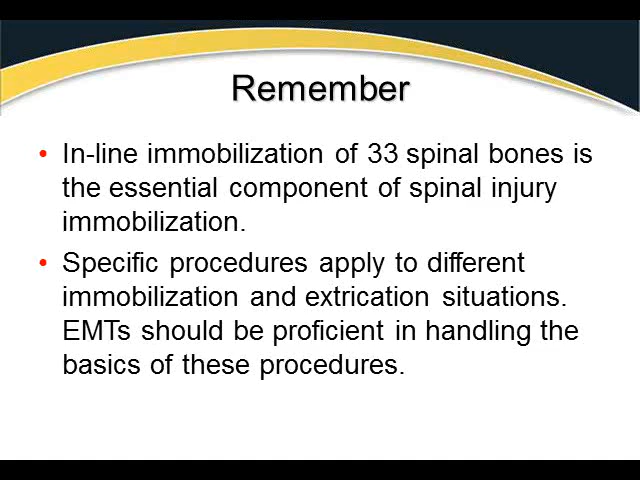 Remember
• In-line immobilization of 33 spinal bones is
the essential component of spinal injury
immobilization.
• Specific procedures apply to different
immobilization and extrication situations.
EMTs should be proficient in handling the
basics of these procedures.